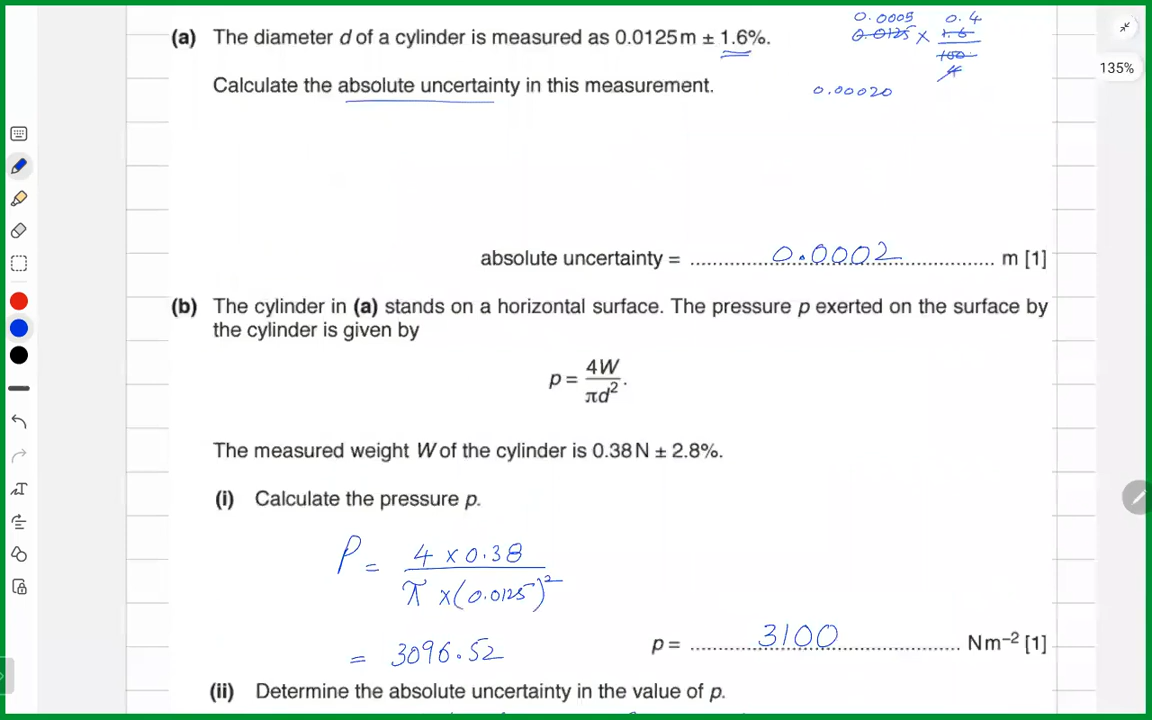 0.0005 0.4
(a) The diameter d of a cylinder is measured as 0.0125 m ± 1.6%. 0.0125 × 1.6
100
4
Calculate the absolute uncertainty in this measurement. 0.00020
135%
absolute uncertainty = ........ 0.0002 ........ m [1]
(b) The cylinder in (a) stands on a horizontal surface. The pressure p exerted on the surface by
the cylinder is given by
p = 4W / πd².
The measured weight W of the cylinder is 0.38 N ± 2.8%.
(i) Calculate the pressure p.
P = 4 × 0.38 / π × (0.0125)²
= 3096.52
p = ........ 3100 ........ Nm⁻² [1]
(ii) Determine the absolute uncertainty in the value of p.